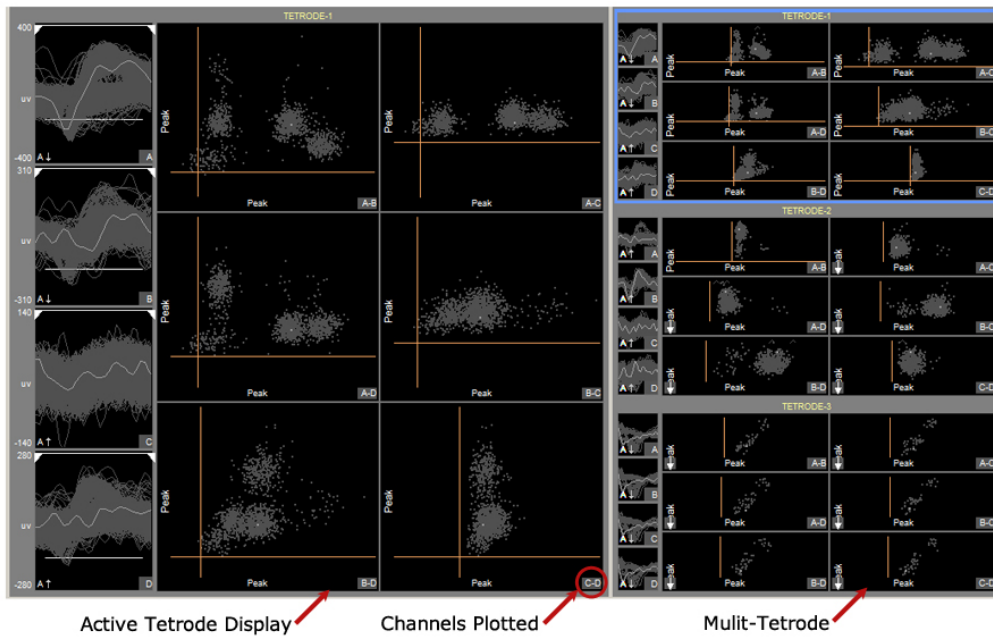 TETRODE-1
400
uv
-400
A↓
A
310
uv
-310
A↓
B
140
-140
A↑
C
280
uv
-280
A↑
D
Peak
Peak
A-B
Peak
Peak
A-C
Peak
Peak
A-D
Peak
Peak
B-C
Peak
Peak
B-D
Peak
Peak
C-D
TETRODE-1
A↓ A
B
C
A↑ D
Peak
Peak A-B
Peak
Peak A-C
Peak
Peak A-D
Peak
Peak B-C
Peak
Peak B-D
Peak
Peak C-D
TETRODE-2
A↑ A
A↑ B
A↑ C
A↑ D
Peak
Peak A-B
Peak A-C
Peak A-D
Peak B-C
Peak B-D
Peak C-D
TETRODE-3
A↓ A
B
C
D
Peak A-B
Peak A-C
Peak A-D
Peak B-C
Peak B-D
Peak C-D
Active Tetrode Display
Channels Plotted
Mulit-Tetrode